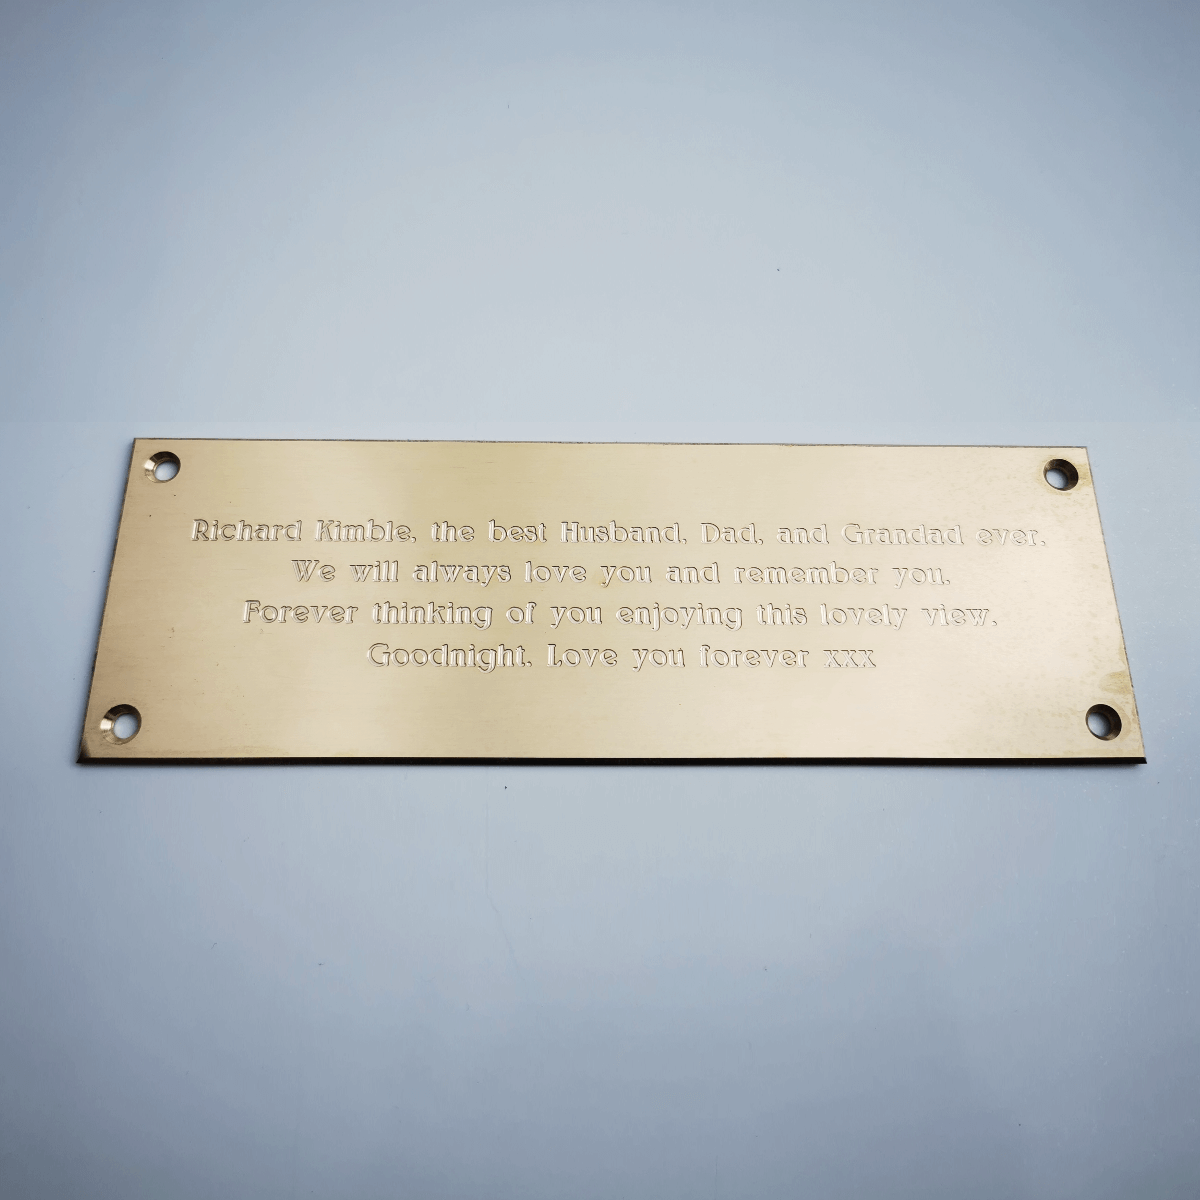 Richard Kimble, the best Husband, Dad, and Grandad ever.
We will always love you and remember you.
Forever thinking of you enjoying this lovely view.
Goodnight. Love you forever xxx